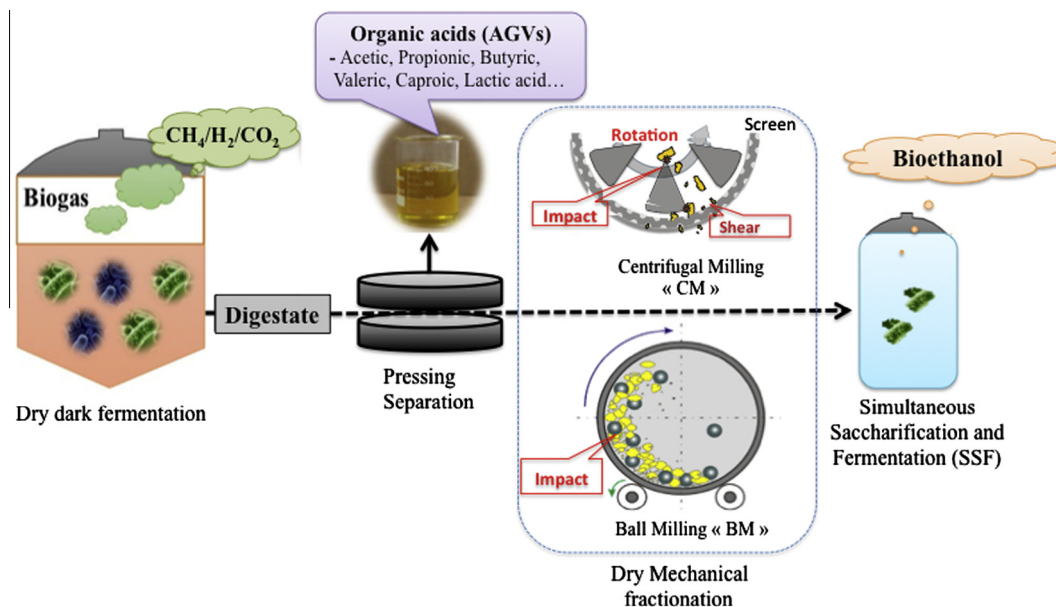 Organic acids (AGVs)
- Acetic, Propionic, Butyric,
Valeric, Caproic, Lactic acid…
CH4/H2/CO2
Biogas
Digestate
Dry dark fermentation
Pressing
Separation
Rotation
Screen
Impact
Shear
Centrifugal Milling
« CM »
Impact
Ball Milling « BM »
Dry Mechanical
fractionation
Bioethanol
Simultaneous
Saccharification and
Fermentation (SSF)